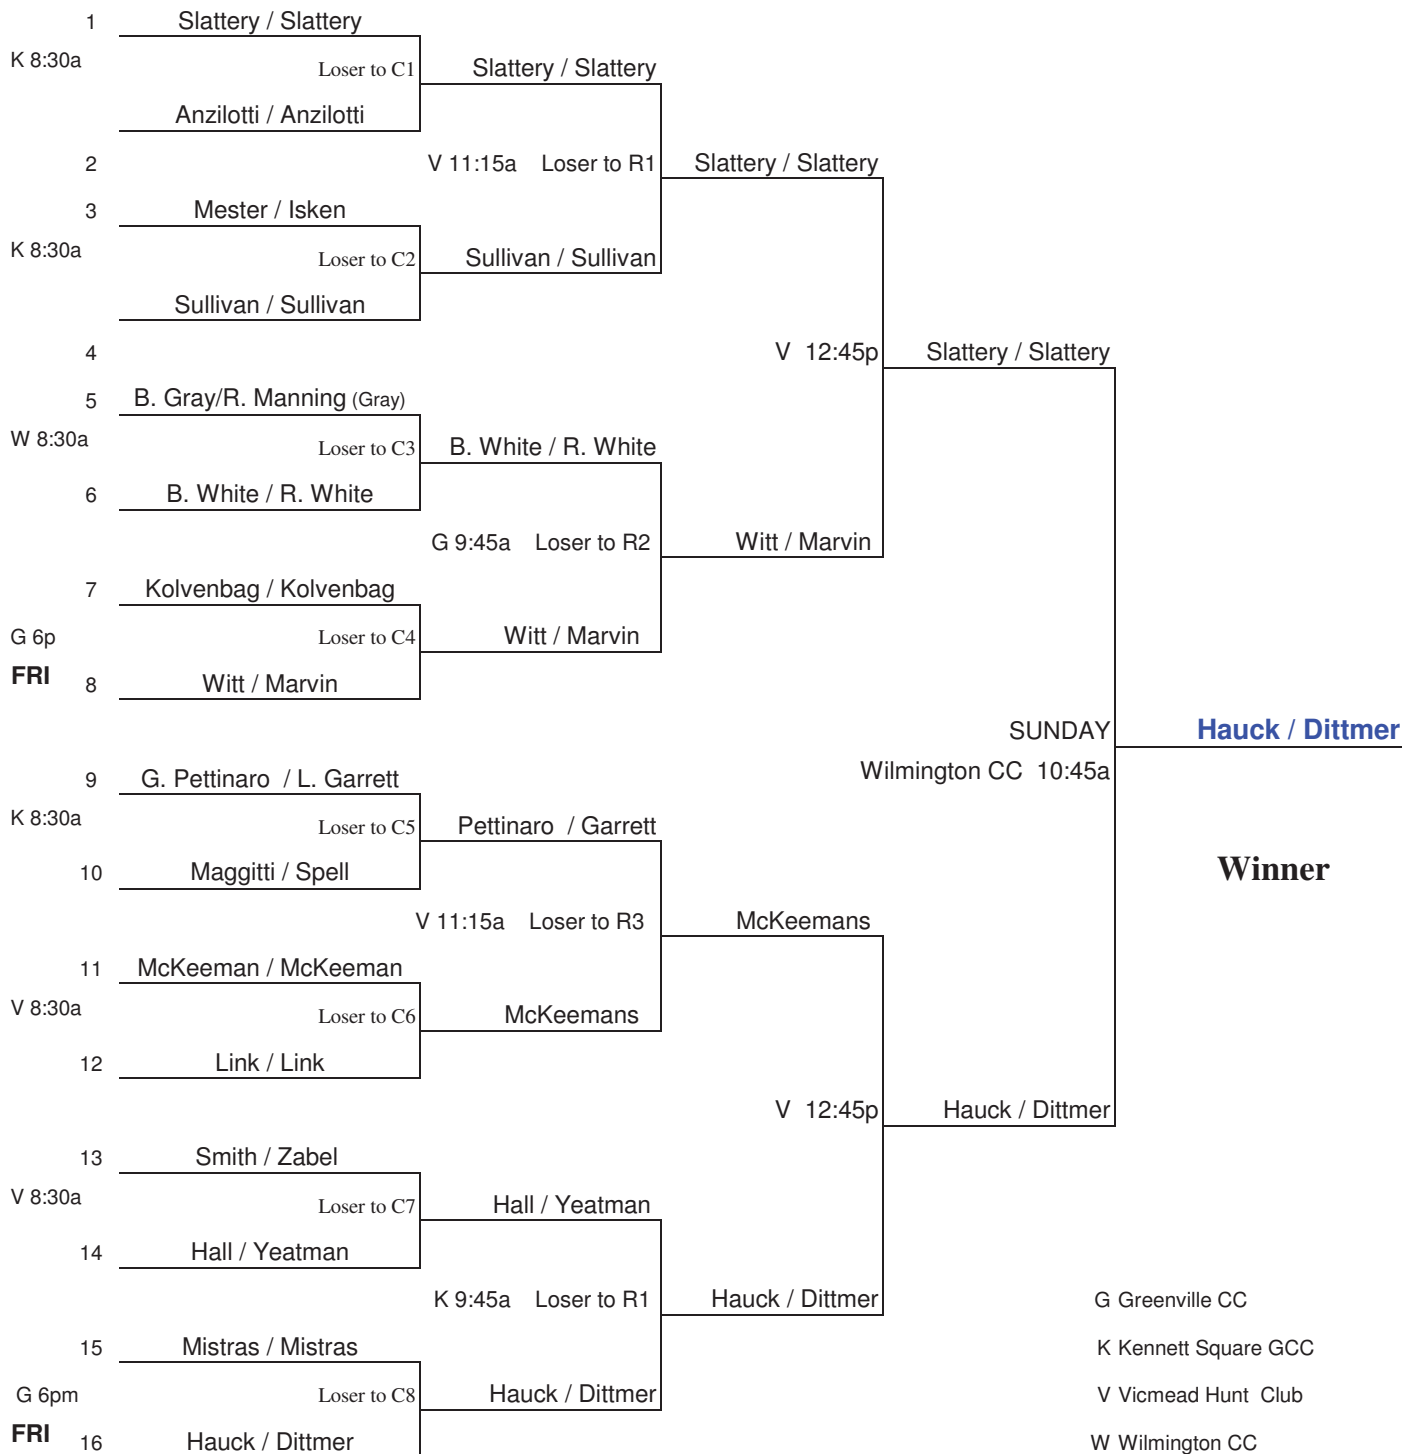 1 Slattery / Slattery
K 8:30a
Loser to C1 Slattery / Slattery
Anzilotti / Anzilotti
2 V 11:15a Loser to R1 Slattery / Slattery
3 Mester / Isken
K 8:30a
Loser to C2 Sullivan / Sullivan
Sullivan / Sullivan
4 V 12:45p Slattery / Slattery
5 B. Gray/R. Manning (Gray)
W 8:30a
Loser to C3 B. White / R. White
6 B. White / R. White
G 9:45a Loser to R2 Witt / Marvin
7 Kolvenbag / Kolvenbag
G 6p Loser to C4 Witt / Marvin
FRI 8 Witt / Marvin
SUNDAY Hauck / Dittmer
Wilmington CC 10:45a
9 G. Pettinaro / L. Garrett
K 8:30a
Loser to C5 Pettinaro / Garrett
10 Maggitti / Spell
Winner
V 11:15a Loser to R3 McKeemans
11 McKeeman / McKeeman
V 8:30a
Loser to C6 McKeemans
12 Link / Link
V 12:45p Hauck / Dittmer
13 Smith / Zabel
V 8:30a
Loser to C7 Hall / Yeatman
14 Hall / Yeatman
K 9:45a Loser to R1 Hauck / Dittmer
G Greenville CC
15 Mistras / Mistras
K Kennett Square GCC
G 6pm Loser to C8 Hauck / Dittmer
V Vicmead Hunt Club
FRI 16 Hauck / Dittmer
W Wilmington CC